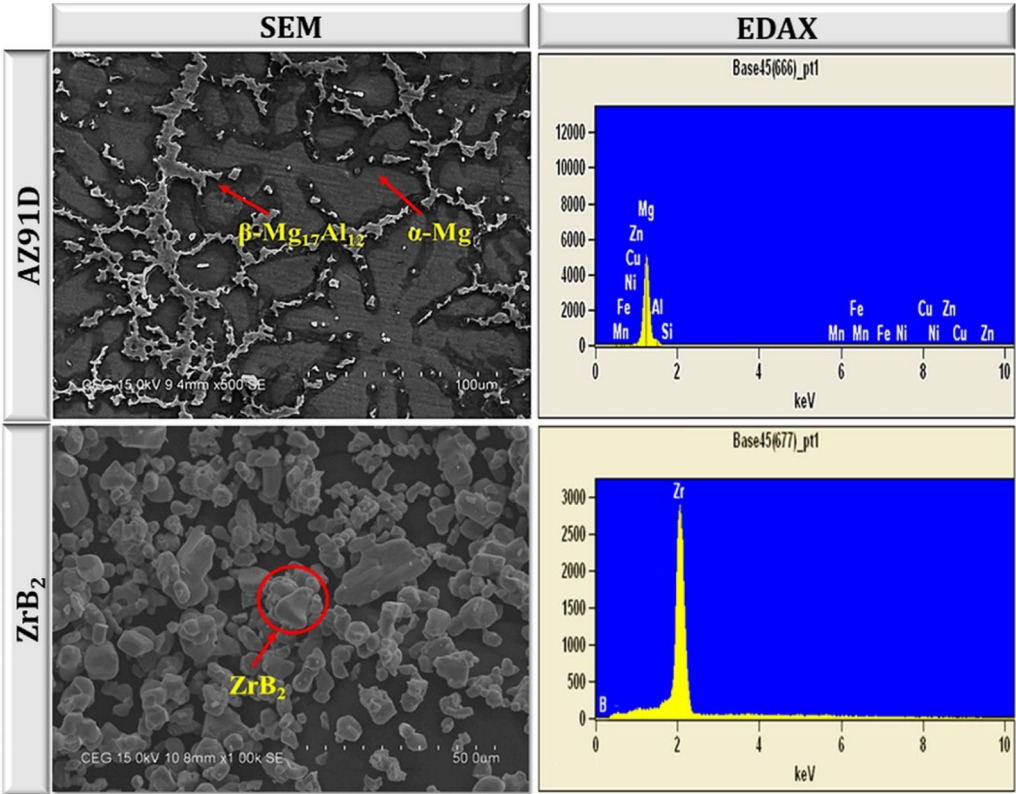 SEM
EDAX
AZ91D
β-Mg₁₇Al₁₂
α-Mg
CEG 15.0kV 9.4mm x500 SE
100um
Base45(666)_pt1
12000
10000
8000
6000
4000
2000
0
Mg
Zn
Cu
Ni
Fe Al
Mn Si
Fe Cu Zn
Mn Mn Fe Ni Ni Cu Zn
0 2 4 6 8 10
keV
ZrB₂
ZrB₂
CEG 15.0kV 10.8mm x1.00k SE
50.0um
Base45(677)_pt1
3000
2500
2000
1500
1000
500
0
Zr
B
0 2 4 6 8 10
keV